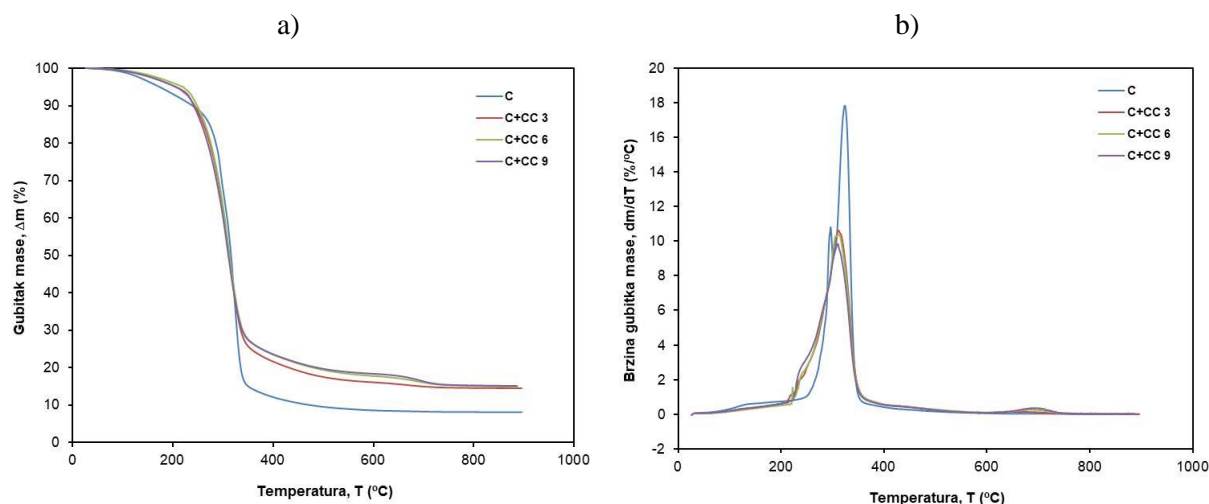 a)
b)
100
90
80
70
60
50
40
30
20
10
0
0
200
400
600
800
1000
Gubitak mase, Δm (%)
Temperatura, T (ºC)
C
C+CC 3
C+CC 6
C+CC 9
20
18
16
14
12
10
8
6
4
2
0
-2
0
200
400
600
800
1000
Brzina gubitka mase, dm/dT (%/ºC)
Temperatura, T (ºC)
C
C+CC 3
C+CC 6
C+CC 9